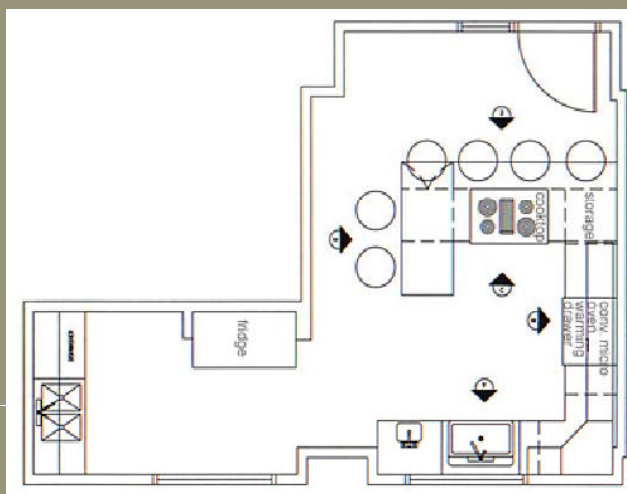 cooktop
storage
conv. micro
oven
warming
drawer
fridge